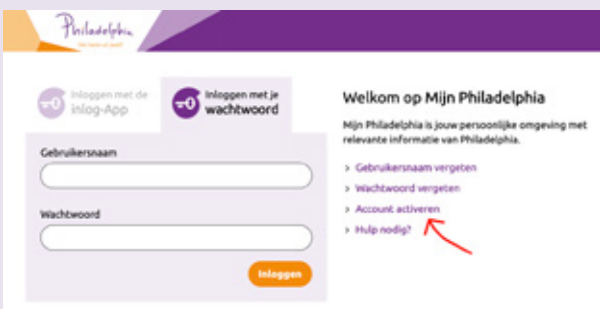 Philadelphia
Inloggen met de
inlog-App
Inloggen met je
wachtwoord
Gebruikersnaam
Wachtwoord
Inloggen
Welkom op Mijn Philadelphia
Mijn Philadelphia is jouw persoonlijke omgeving met
relevante informatie van Philadelphia.
> Gebruikersnaam vergeten
> Wachtwoord vergeten
> Account activeren
> Hulp nodig?